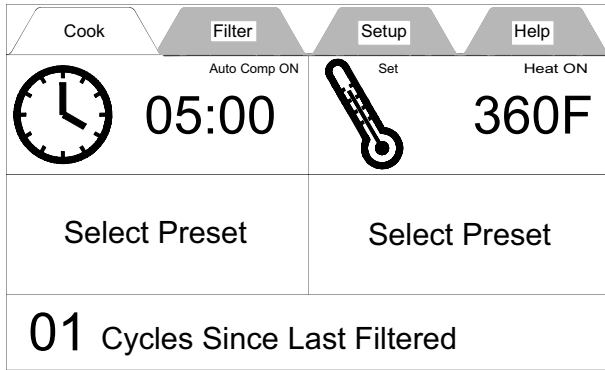 Cook Filter Setup Help
Auto Comp ON Set Heat ON
05:00 360F
Select Preset Select Preset
01 Cycles Since Last Filtered